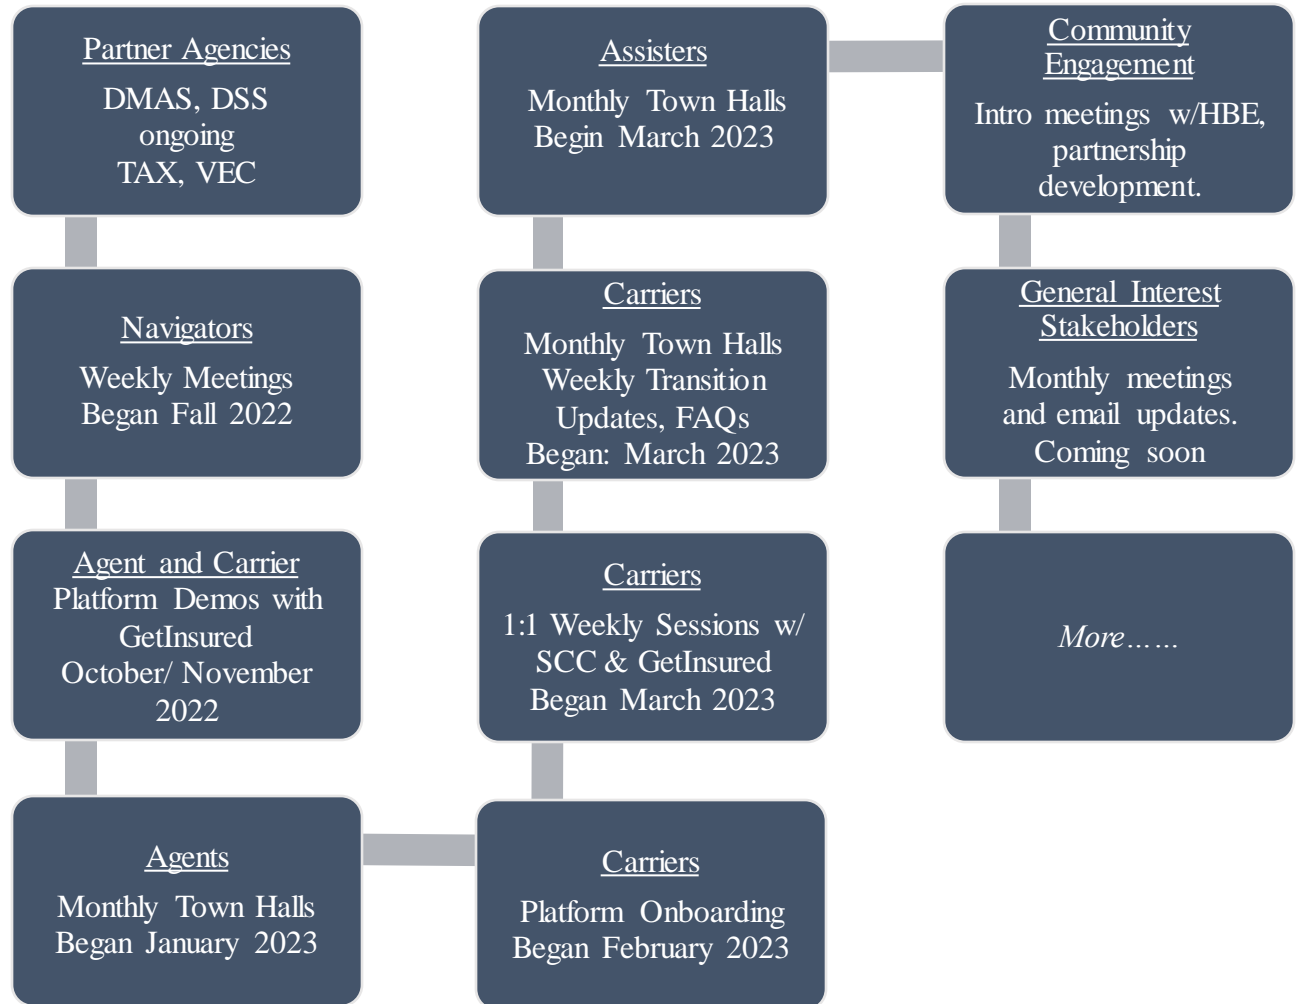 Partner Agencies
DMAS, DSS
ongoing
TAX, VEC
Navigators
Weekly Meetings
Began Fall 2022
Agent and Carrier
Platform Demos with
GetInsured
October/ November
2022
Agents
Monthly Town Halls
Began January 2023
Carriers
Platform Onboarding
Began February 2023
Carriers
1:1 Weekly Sessions w/
SCC & GetInsured
Began March 2023
Carriers
Monthly Town Halls
Weekly Transition
Updates, FAQs
Began: March 2023
Assisters
Monthly Town Halls
Begin March 2023
Community
Engagement
Intro meetings w/HBE,
partnership
development.
General Interest
Stakeholders
Monthly meetings
and email updates.
Coming soon
More……